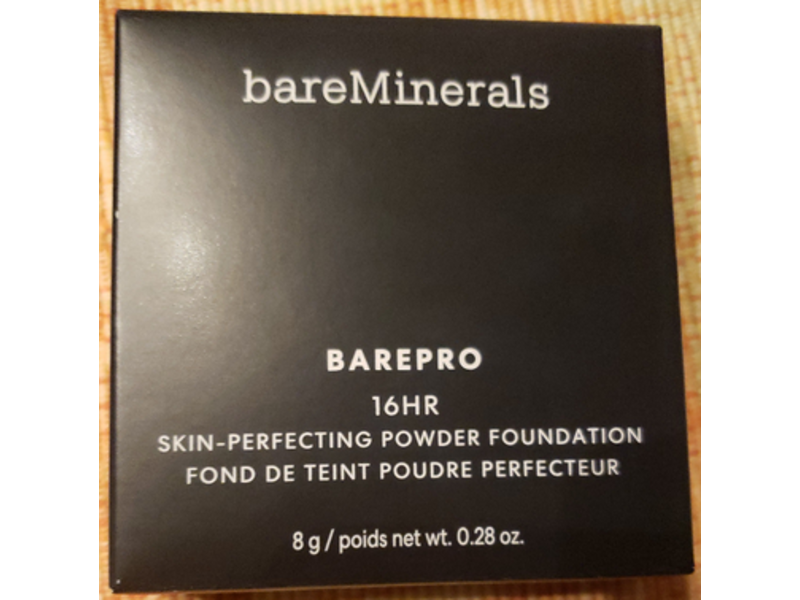 bareMinerals
BAREPRO
16HR
SKIN-PERFECTING POWDER FOUNDATION
FOND DE TEINT POUDRE PERFECTEUR
8 g / poids net wt. 0.28 oz.